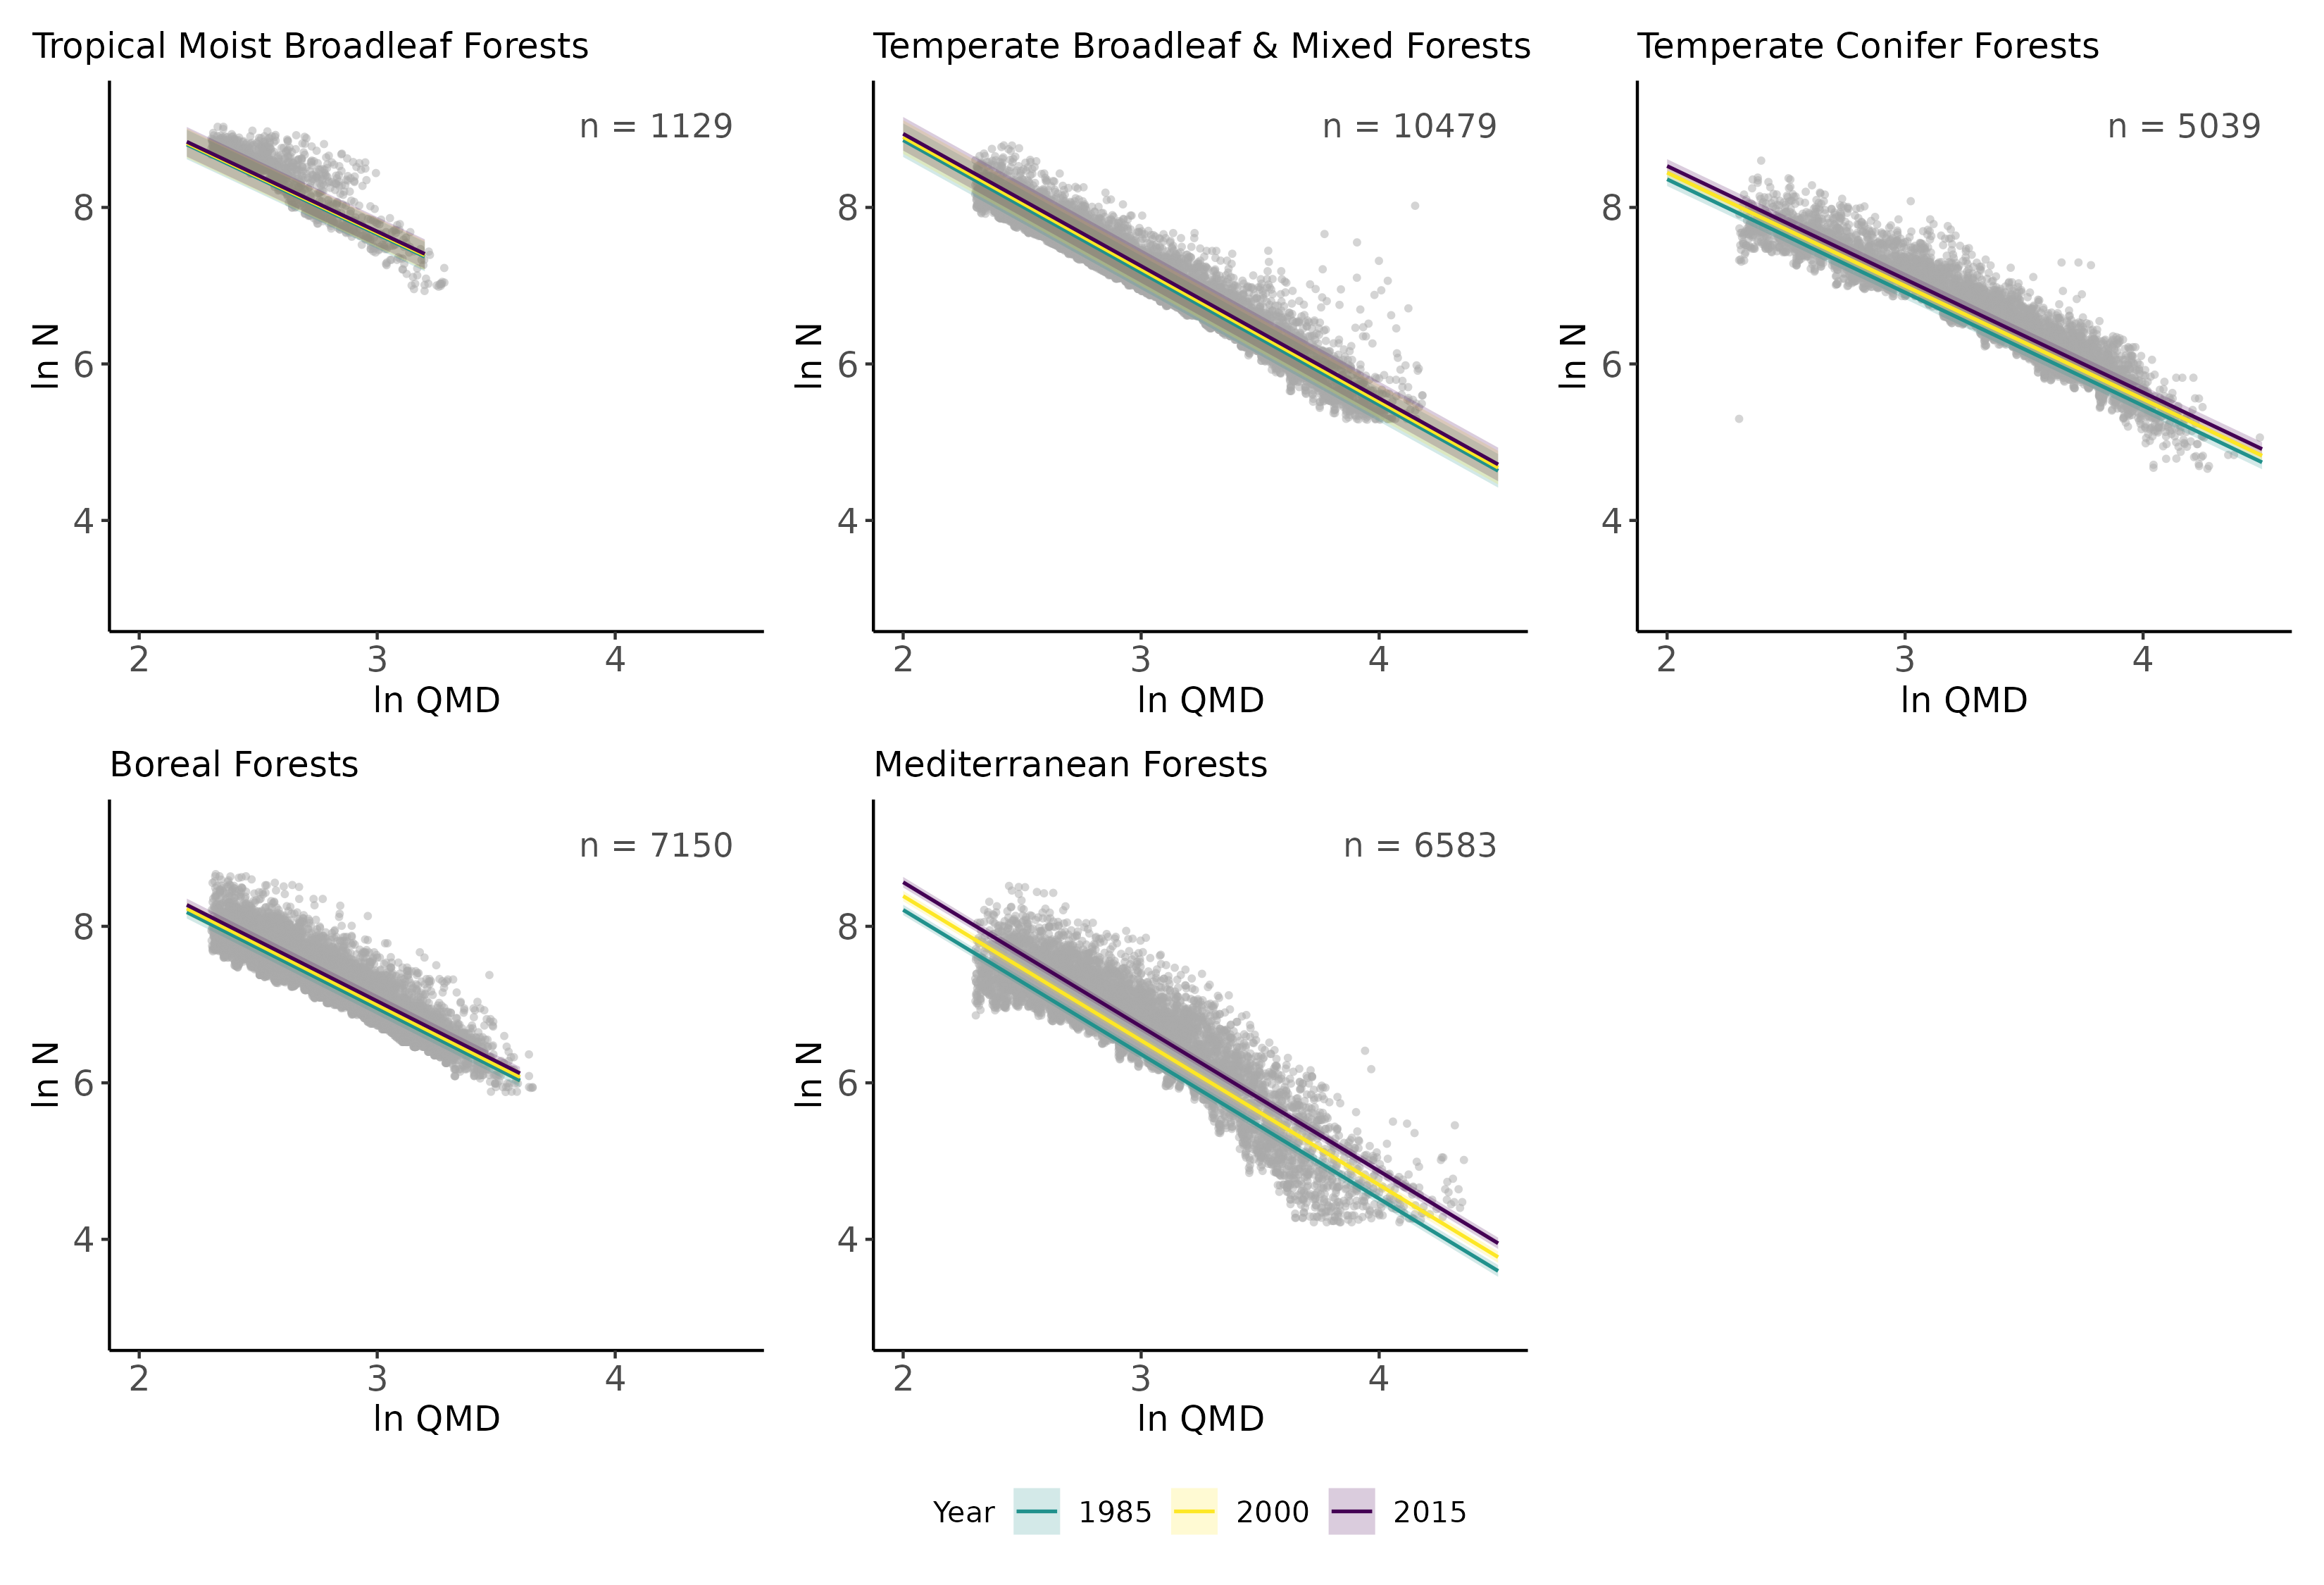 Tropical Moist Broadleaf Forests
n = 1129
ln N
8
6
4
2 3 4
ln QMD
Temperate Broadleaf & Mixed Forests
n = 10479
ln N
8
6
4
2 3 4
ln QMD
Temperate Conifer Forests
n = 5039
ln N
8
6
4
2 3 4
ln QMD
Boreal Forests
n = 7150
ln N
8
6
4
2 3 4
ln QMD
Mediterranean Forests
n = 6583
ln N
8
6
4
2 3 4
ln QMD
Year 1985 2000 2015